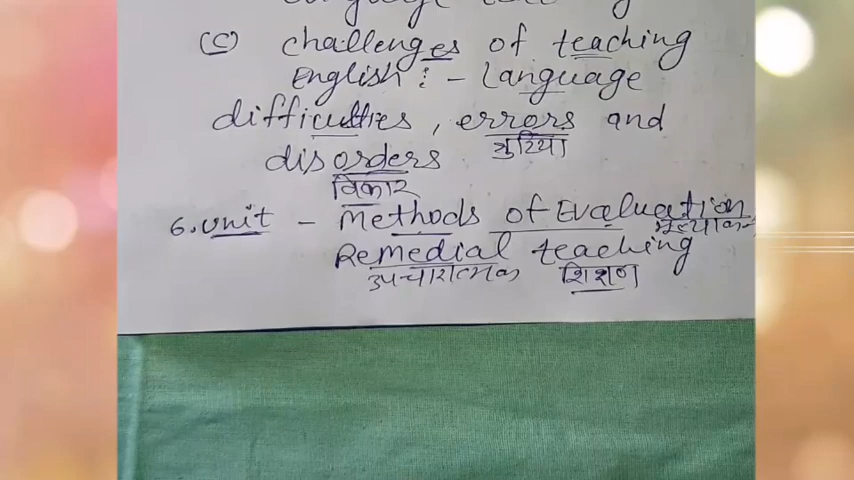 (C) challenges of teaching
English :- Language
difficulties, errors and
त्रुटिया
disorders
विकार
6. Unit - Methods of Evaluation
मूल्यांकन
Remedial teaching
उपचारात्मक शिक्षण